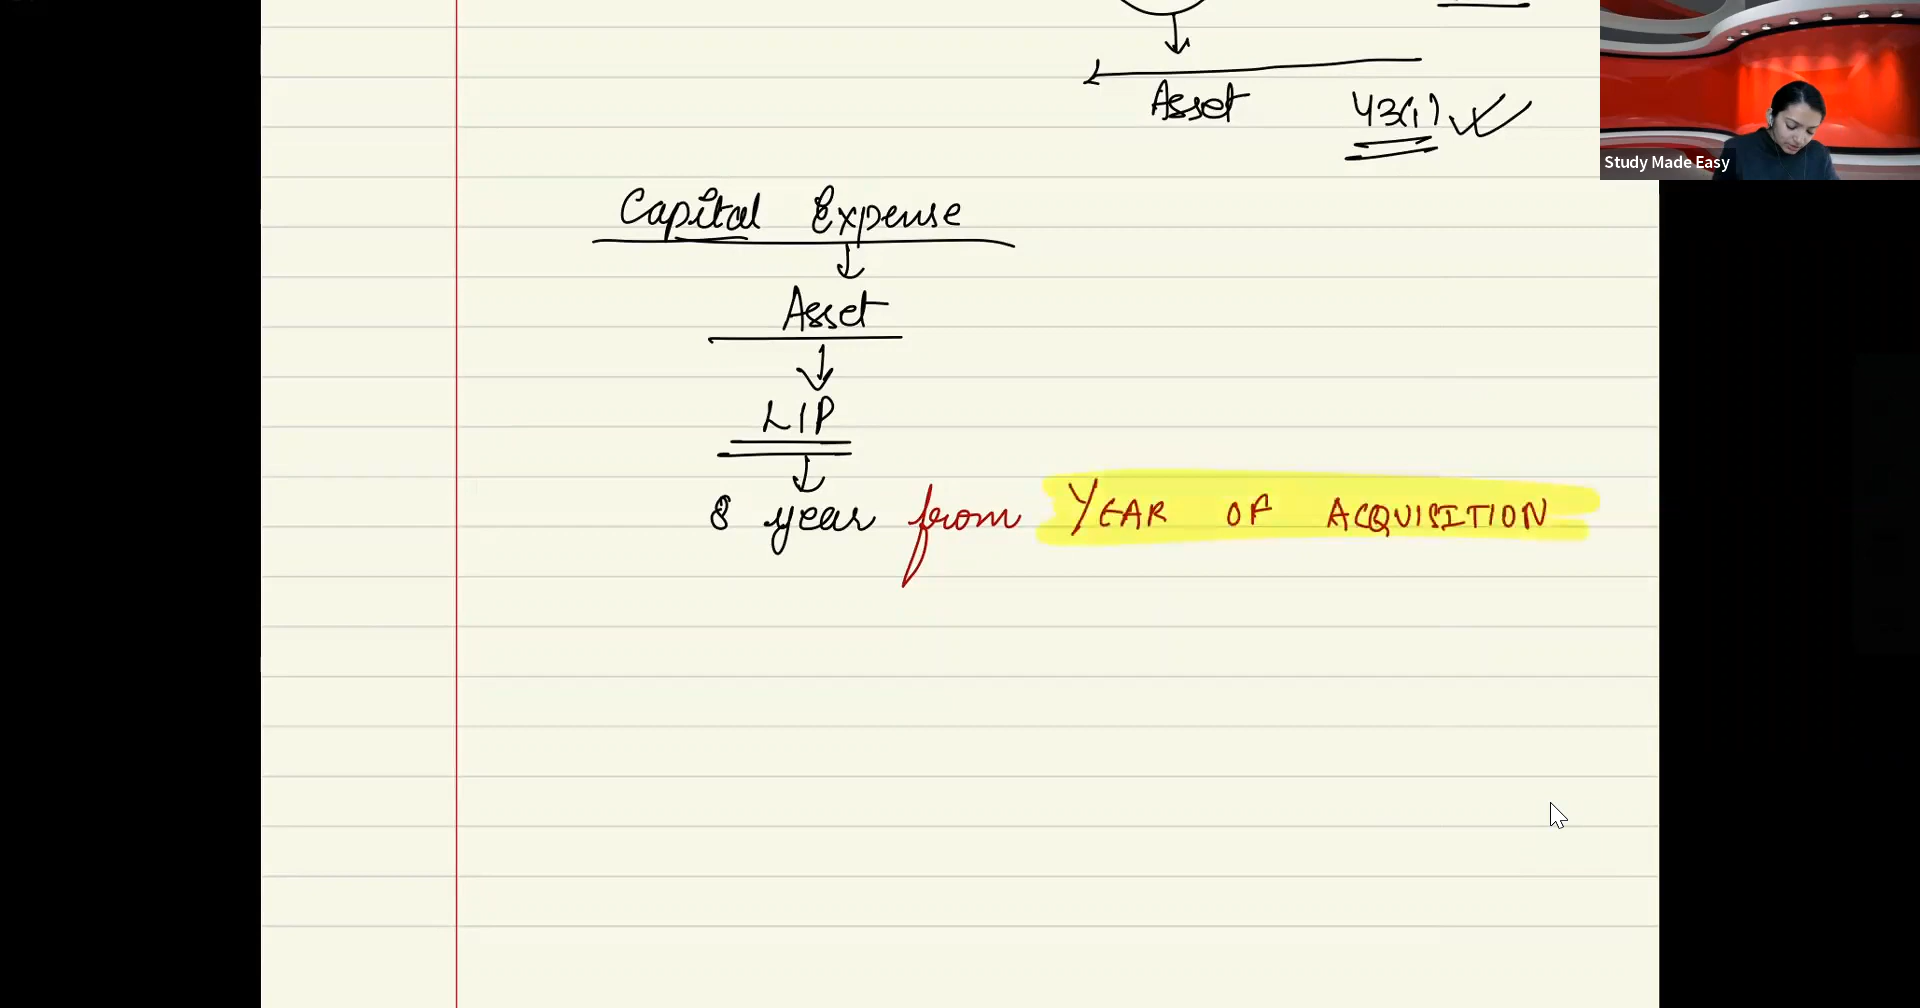 Asset 43(1)
Study Made Easy
Capital Expense
Asset
LIP
8 year from YEAR OF ACQUISITION